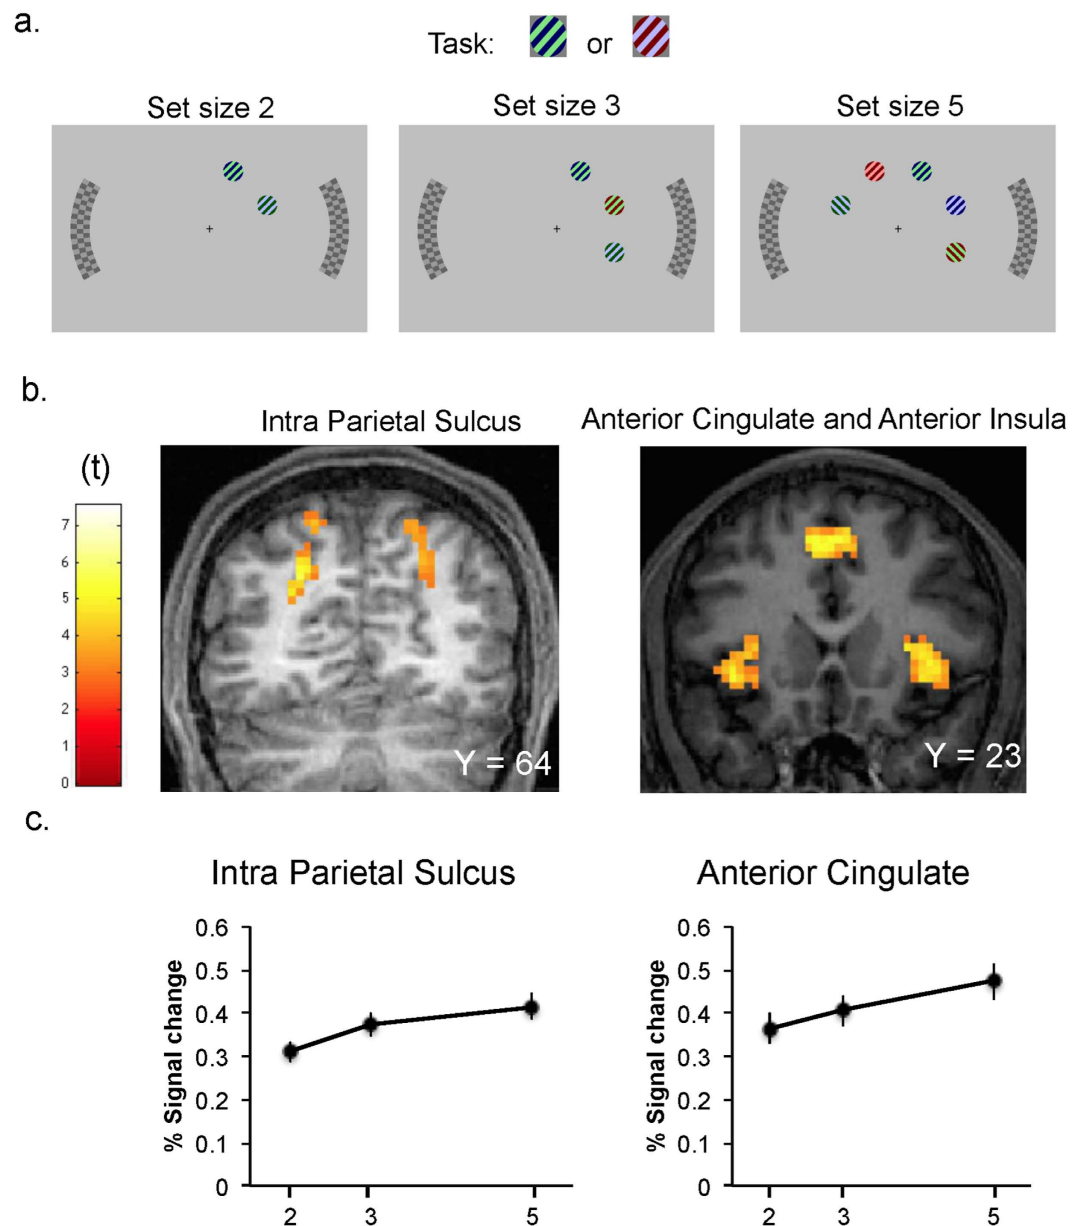 a.
Task: or
Set size 2 Set size 3 Set size 5
+ + +
b.
Intra Parietal Sulcus Anterior Cingulate and Anterior Insula
(t)
7
6
5
4
3
2
1
0
Y = 64 Y = 23
c.
Intra Parietal Sulcus Anterior Cingulate
% Signal change
0.6
0.5
0.4
0.3
0.2
0.1
0
2 3 5
% Signal change
0.6
0.5
0.4
0.3
0.2
0.1
0
2 3 5